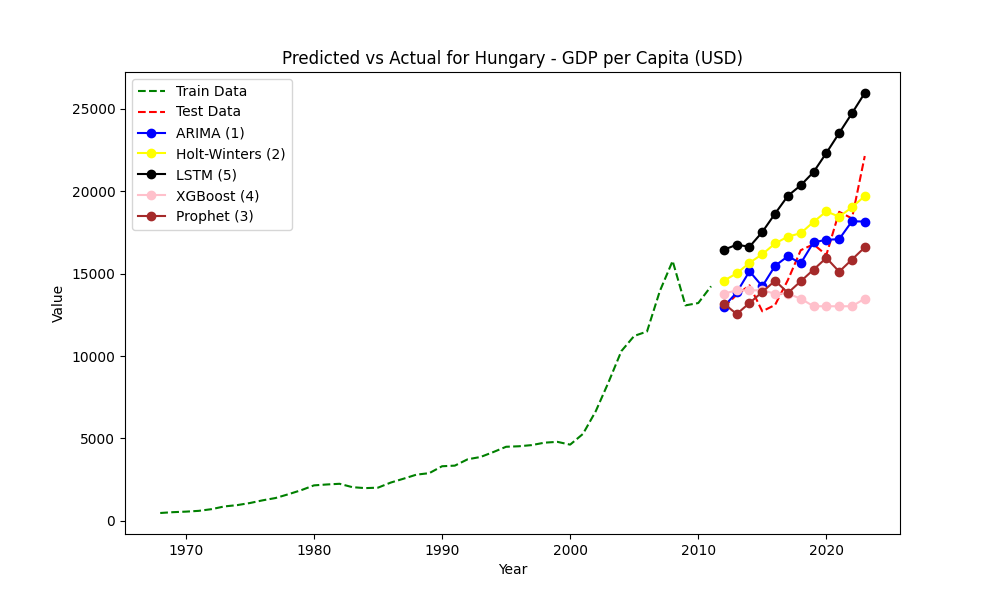 Predicted vs Actual for Hungary - GDP per Capita (USD)
Train Data
Test Data
ARIMA (1)
Holt-Winters (2)
LSTM (5)
XGBoost (4)
Prophet (3)
25000
20000
15000
10000
5000
0
Value
1970 1980 1990 2000 2010 2020
Year